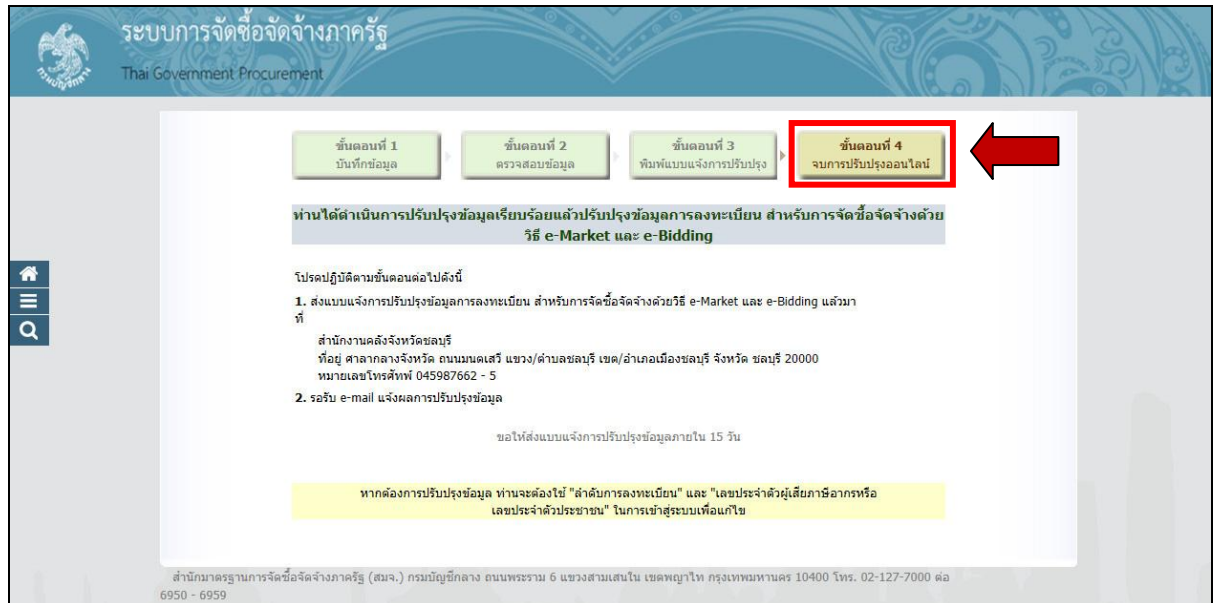 ระบบการจัดซื้อจัดจ้างภาครัฐ
Thai Government Procurement
กรมบัญชีกลาง
ขั้นตอนที่ 1
บันทึกข้อมูล
ขั้นตอนที่ 2
ตรวจสอบข้อมูล
ขั้นตอนที่ 3
พิมพ์แบบแจ้งการปรับปรุง
ขั้นตอนที่ 4
จบการปรับปรุงออนไลน์
ท่านได้ดำเนินการปรับปรุงข้อมูลเรียบร้อยแล้วปรับปรุงข้อมูลการลงทะเบียน สำหรับการจัดซื้อจัดจ้างด้วย
วิธี e-Market และ e-Bidding
โปรดปฏิบัติตามขั้นตอนต่อไปดังนี้
1. ส่งแบบแจ้งการปรับปรุงข้อมูลการลงทะเบียน สำหรับการจัดซื้อจัดจ้างด้วยวิธี e-Market และ e-Bidding แล้วมา
ที่
สำนักงานคลังจังหวัดชลบุรี
ที่อยู่ ศาลากลางจังหวัด ถนนมนตเสวี แขวง/ตำบลชลบุรี เขต/อำเภอเมืองชลบุรี จังหวัด ชลบุรี 20000
หมายเลขโทรศัพท์ 045987662 - 5
2. รอรับ e-mail แจ้งผลการปรับปรุงข้อมูล
ขอให้ส่งแบบแจ้งการปรับปรุงข้อมูลภายใน 15 วัน
หากต้องการปรับปรุงข้อมูล ท่านจะต้องใช้ "ลำดับการลงทะเบียน" และ "เลขประจำตัวผู้เสียภาษีอากรหรือ
เลขประจำตัวประชาชน" ในการเข้าสู่ระบบเพื่อแก้ไข
สำนักมาตรฐานการจัดซื้อจัดจ้างภาครัฐ (สมจ.) กรมบัญชีกลาง ถนนพระราม 6 แขวงสามเสนใน เขตพญาไท กรุงเทพมหานคร 10400 โทร. 02-127-7000 ต่อ
6950 - 6959